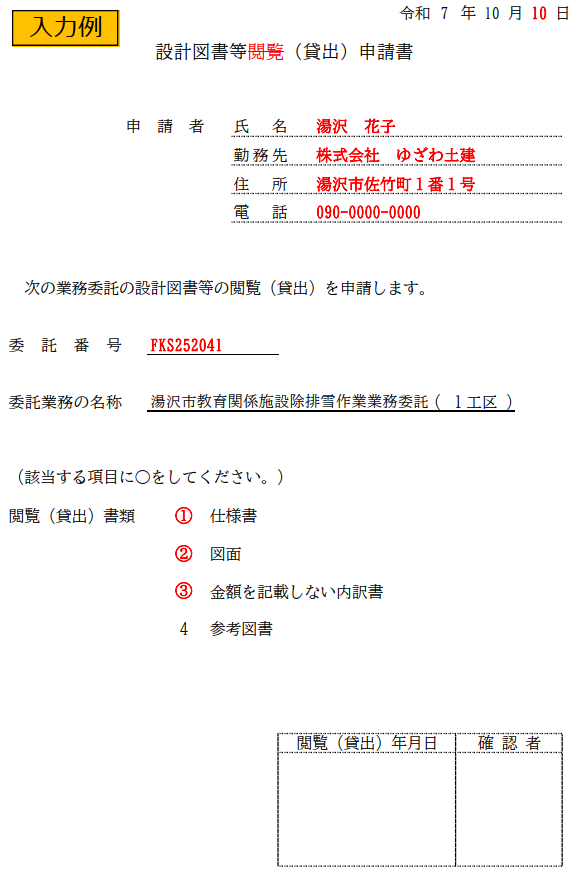 入力例
令和 7 年 10 月 10 日
設計図書等閲覧（貸出）申請書
申請者 氏名 湯沢 花子
勤務先 株式会社 ゆざわ土建
住所 湯沢市佐竹町1番1号
電話 090-0000-0000
次の業務委託の設計図書等の閲覧（貸出）を申請します。
委託番号 FKS252041
委託業務の名称 湯沢市教育関係施設除排雪作業業務委託（ 1工区 ）
（該当する項目に〇をしてください。）
閲覧（貸出）書類 ① 仕様書
② 図面
③ 金額を記載しない内訳書
4 参考図書
閲覧（貸出）年月日 確認者